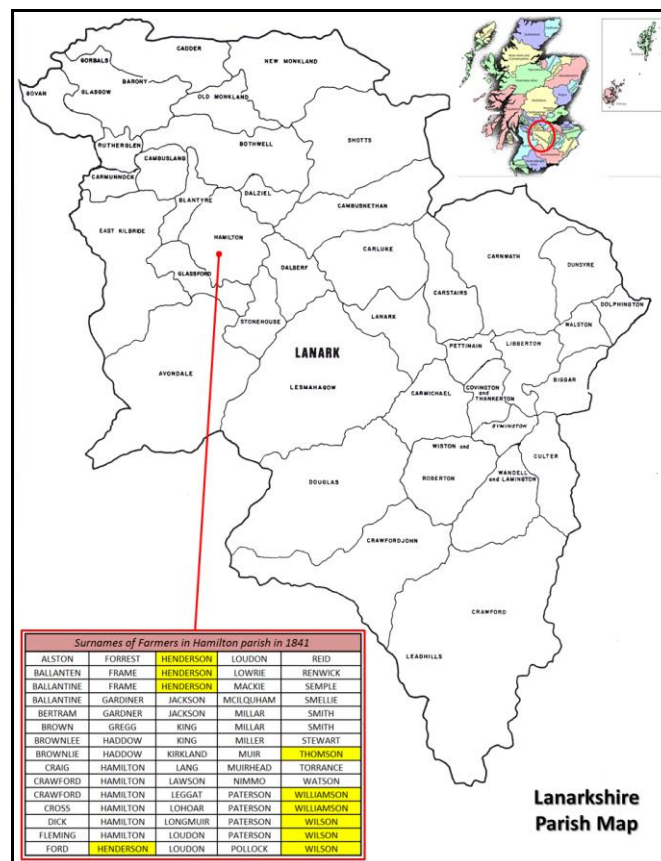 CADDER
NEW MONKLAND
GORBALS
BARONY
GOVAN
GLASGOW
OLD MONKLAND
RUTHERGLEN
BOTHWELL
SHOTTS
CAMBUSLANG
CARMUNNOCK
BLANTYRE
DALZIEL
CAMBUSNETHAN
EAST KILBRIDE
HAMILTON
CARLUKE
CARNWATH
GLASSFORD
DALSERF
DUNSYRE
CARSTAIRS
DOLPHINGTON
STONEHOUSE
LANARK
WALSTON
LANARK
PETTINAIN
LIBBERTON
AVONDALE
LESMAHAGOW
CARMICHAEL
COVINGTON
and
THANKERTON
BIGGAR
SYMINGTON
WISTON and
ROBERTON
CULTER
DOUGLAS
WANDELL
and LAMINGTON
CRAWFORDJOHN
CRAWFORD
LEADHILLS
Surnames of Farmers in Hamilton parish in 1841
ALSTON FORREST HENDERSON LOUDON REID
BALLANTEN FRAME HENDERSON LOWRIE RENWICK
BALLANTINE FRAME HENDERSON MACKIE SEMPLE
BALLANTINE GARDINER JACKSON MCILQUHAM SMELLIE
BERTRAM GARDNER JACKSON MILLAR SMITH
BROWN GREGG KING MILLAR SMITH
BROWNLEE HADDOW KING MILLER STEWART
BROWNLIE HADDOW KIRKLAND MUIR THOMSON
CRAIG HAMILTON LANG MUIRHEAD TORRANCE
CRAWFORD HAMILTON LAWSON NIMMO WATSON
CRAWFORD HAMILTON LEGGAT PATERSON WILLIAMSON
CROSS HAMILTON LOHOAR PATERSON WILLIAMSON
DICK HAMILTON LONGMUIR PATERSON WILSON
FLEMING HAMILTON LOUDON PATERSON WILSON
FORD HENDERSON LOUDON POLLOCK WILSON
Lanarkshire
Parish Map